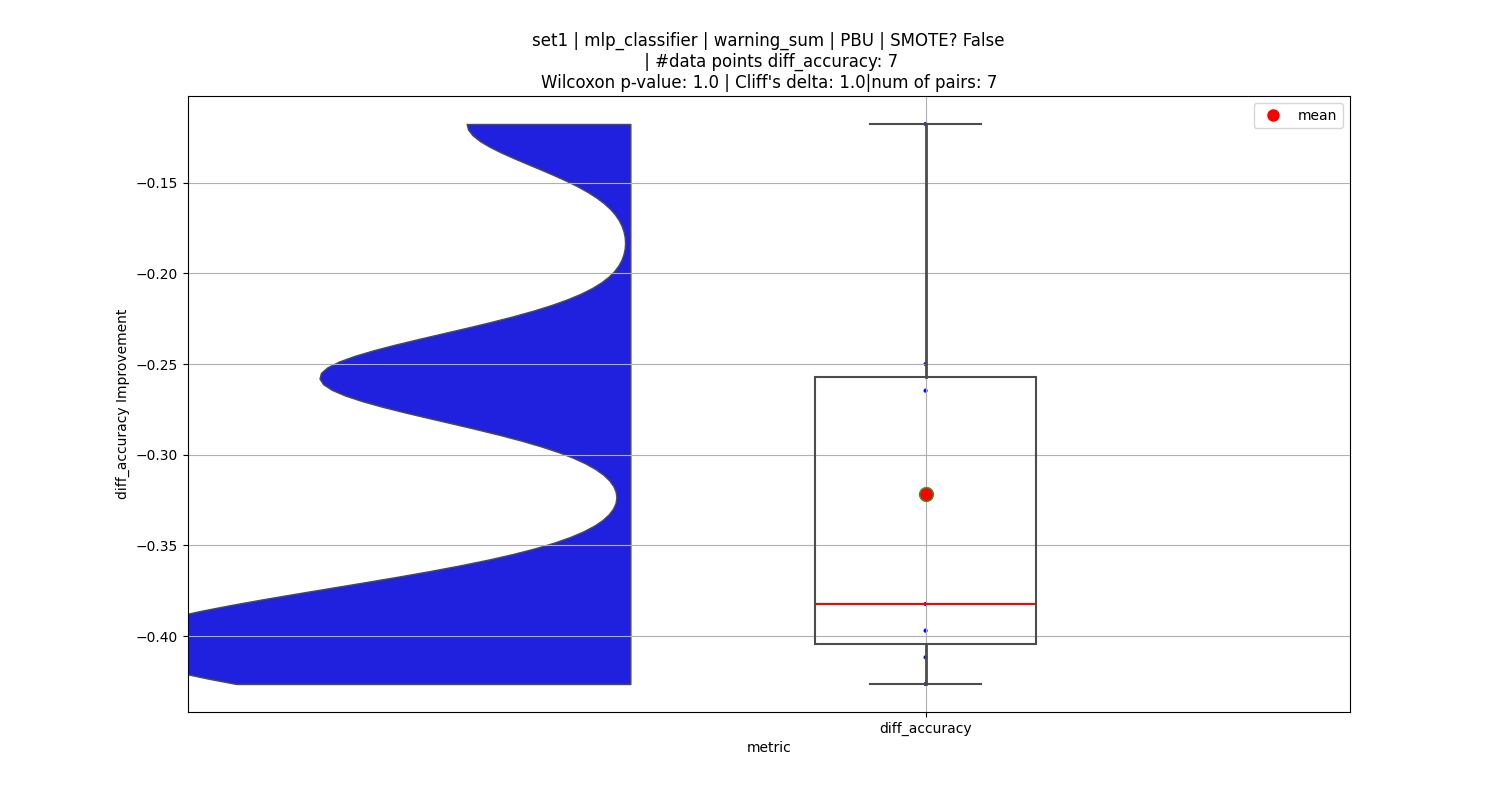 set1 | mlp_classifier | warning_sum | PBU | SMOTE? False
| #data points diff_accuracy: 7
Wilcoxon p-value: 1.0 | Cliff's delta: 1.0|num of pairs: 7
mean
−0.15
−0.20
−0.25
−0.30
−0.35
−0.40
diff_accuracy Improvement
diff_accuracy
metric